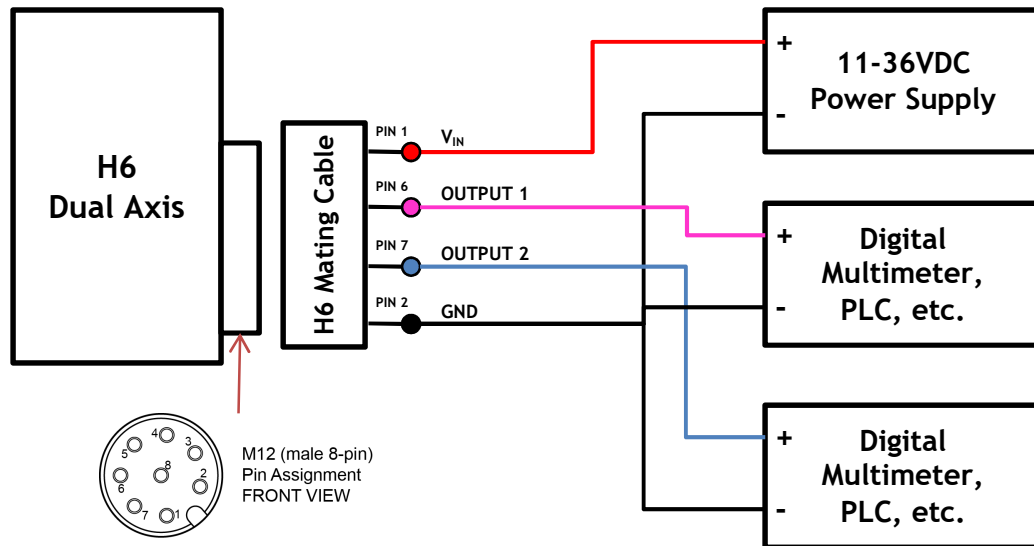 H6
Dual Axis
H6 Mating Cable
PIN 1
V_IN
PIN 6
OUTPUT 1
PIN 7
OUTPUT 2
PIN 2
GND
+
11-36VDC
Power Supply
-
+
Digital
Multimeter,
PLC, etc.
-
+
Digital
Multimeter,
PLC, etc.
-
4
3
5
8
2
6
7
1
M12 (male 8-pin)
Pin Assignment
FRONT VIEW